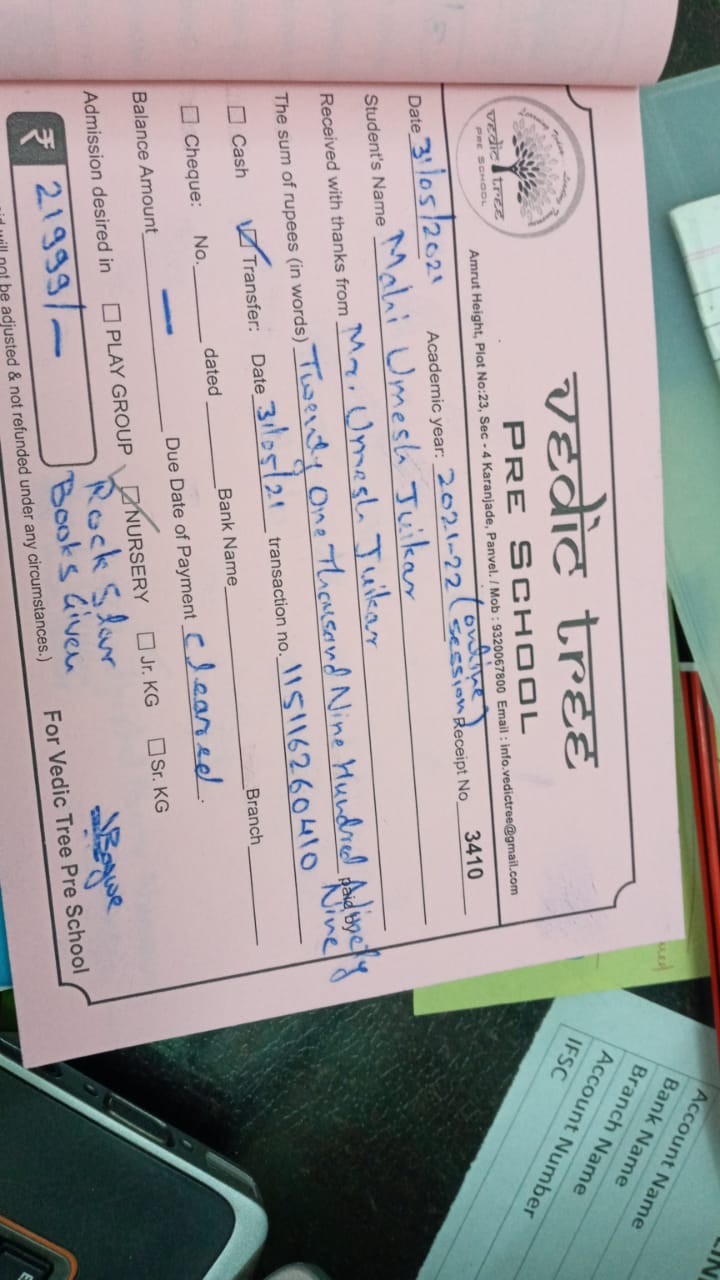 vedic tree
PRE SCHOOL
vedic tree
PRE SCHOOL
Amrut Height, Plot No:23, Sec - 4 Karanjade, Panvel. / Mob : 9320067800 Email : info.vedictree@gmail.com
Date 31/05/2021 Academic year: 2021-22 (online session) Receipt No 3410
Student's Name Mahi Umesh Juikar
Received with thanks from Mr. Umesh Juikar paid by
The sum of rupees (in words) Twenty One Thousand Nine Hundred Ninety Nine
☐ Cash ☑ Transfer: Date 31/05/21 transaction no. 115116260410
☐ Cheque: No. dated Bank Name Branch
Balance Amount — Due Date of Payment cleared.
Admission desired in ☐ PLAY GROUP ☑ NURSERY ☐ Jr. KG ☐ Sr. KG
Rock Star
₹ 21999/- Books Given
For Vedic Tree Pre School
will not be adjusted & not refunded under any circumstances.)
Account Name
Bank Name
Branch Name
Account Number
IFSC